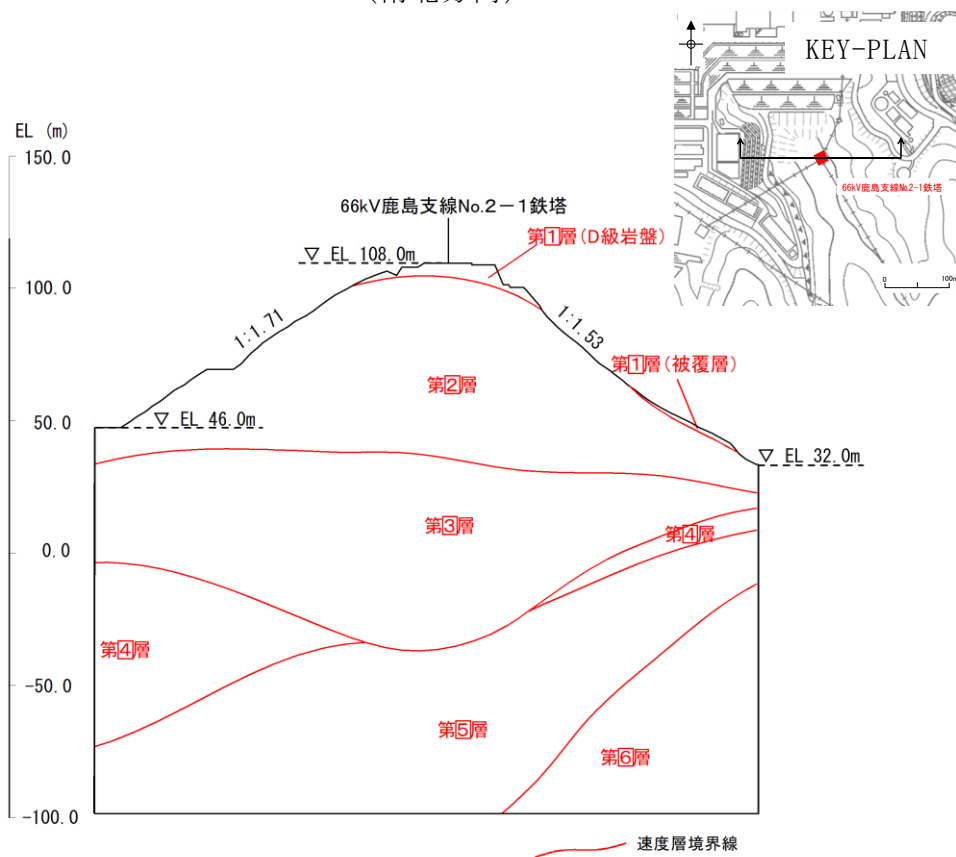 KEY-PLAN
66kV鹿島支線No.2-1鉄塔
0 100m
EL (m)
150.0
100.0
50.0
0.0
-50.0
-100.0
66kV鹿島支線No.2－1鉄塔
第1層(D級岩盤)
▽ EL 108.0m
1:1.71
1:1.53
第1層(被覆層)
第2層
▽ EL 46.0m
▽ EL 32.0m
第3層
第4層
第4層
第5層
第6層
速度層境界線